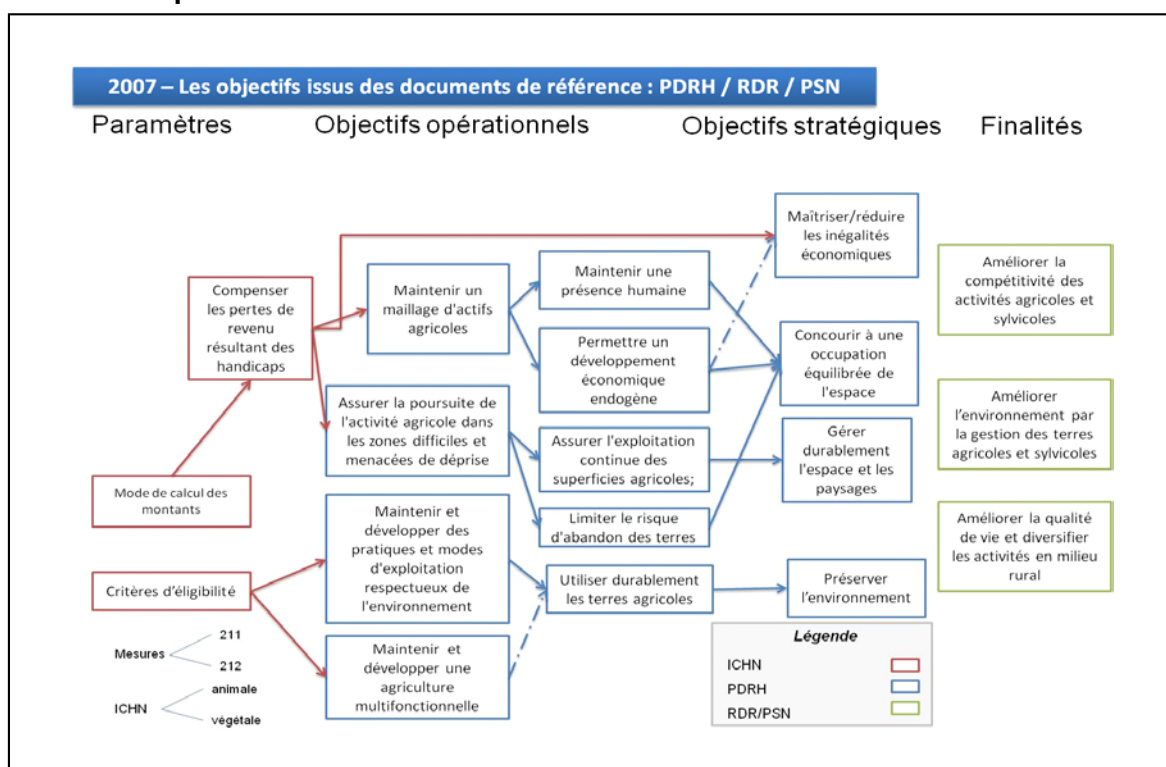 2007 – Les objectifs issus des documents de référence : PDRH / RDR / PSN
Paramètres
Objectifs opérationnels
Objectifs stratégiques
Finalités
Compenser
les pertes de
revenu
résultant des
handicaps
Mode de calcul des
montants
Critères d'éligibilité
Mesures
211
212
ICHN
animale
végétale
Maintenir un
maillage d'actifs
agricoles
Assurer la poursuite de
l'activité agricole dans
les zones difficiles et
menacées de déprise
Maintenir et
développer des
pratiques et modes
d'exploitation
respectueux de
l'environnement
Maintenir et
développer une
agriculture
multifonctionnelle
Maintenir une
présence humaine
Permettre un
développement
économique
endogène
Assurer l'exploitation
continue des
superficies agricoles;
Limiter le risque
d'abandon des terres
Utiliser durablement
les terres agricoles
Maîtriser/réduire
les inégalités
économiques
Concourir à une
occupation
équilibrée de
l'espace
Gérer
durablement
l'espace et les
paysages
Préserver
l'environnement
Améliorer la
compétitivité des
activités agricoles et
sylvicoles
Améliorer
l'environnement par
la gestion des terres
agricoles et sylvicoles
Améliorer la qualité
de vie et diversifier
les activités en milieu
rural
Légende
ICHN
PDRH
RDR/PSN